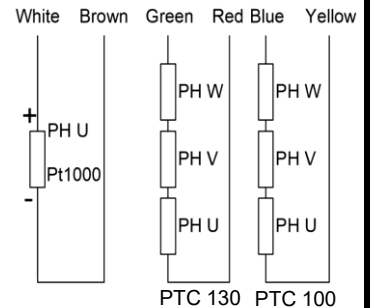 White Brown Green Red Blue Yellow
PH W PH W
+
PH U
PH V PH V
Pt1000
-
PH U PH U
PTC 130 PTC 100